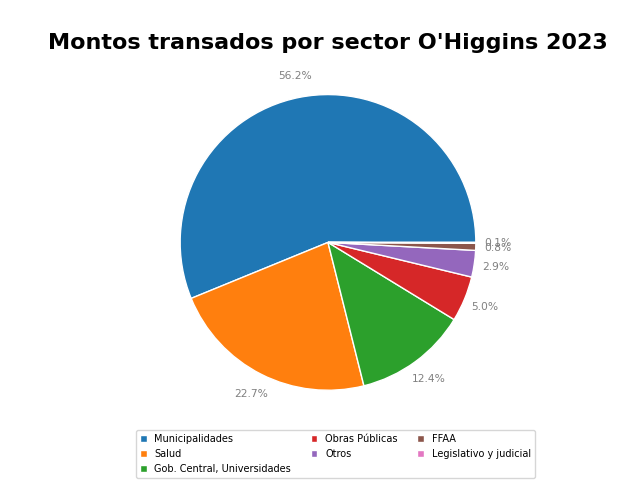 Montos transados por sector O'Higgins 2023
56.2%
0.1%
0.8%
2.9%
5.0%
12.4%
22.7%
Municipalidades
Salud
Gob. Central, Universidades
Obras Públicas
Otros
FFAA
Legislativo y judicial